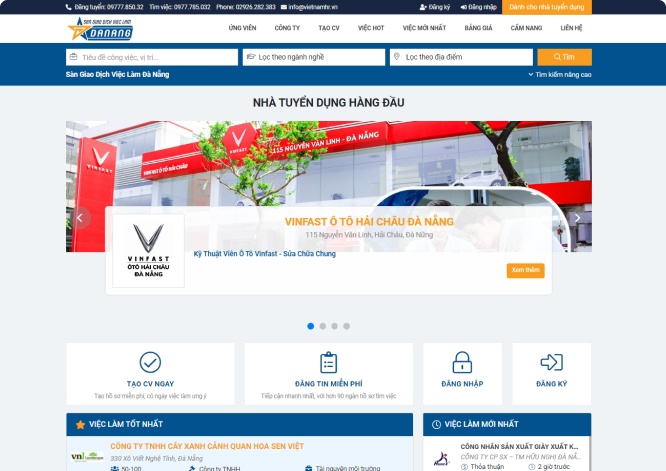 Đăng tuyển: 09777.850.32 Tìm việc: 0977.785.032 Phone: 02926.282.383 info@vietnamhr.vn Đăng ký Đăng nhập Dành cho nhà tuyển dụng
SÀN GIAO DỊCH VIỆC LÀM
DANANG
ỨNG VIÊN CÔNG TY TẠO CV VIỆC HOT VIỆC MỚI NHẤT BẢNG GIÁ CẨM NANG LIÊN HỆ
Tiêu đề công việc, vị trí... Lọc theo ngành nghề Lọc theo địa điểm Tìm
Sàn Giao Dịch Việc Làm Đà Nẵng Tìm kiếm nâng cao
NHÀ TUYỂN DỤNG HÀNG ĐẦU
VINFAST
115 NGUYỄN VĂN LINH - ĐÀ NẴNG
VINFAST Ô TÔ HẢI CHÂU
VINFAST Ô TÔ HẢI CHÂU ĐÀ NẴNG
115 Nguyễn Văn Linh, Hải Châu, Đà Nẵng
Kỹ Thuật Viên Ô Tô Vinfast - Sửa Chữa Chung
VINFAST
ÔTÔ HẢI CHÂU
ĐÀ NẴNG
Xem thêm
TẠO CV NGAY
Tạo hồ sơ miễn phí, có ngay việc làm ưng ý
ĐĂNG TIN MIỄN PHÍ
Tiếp cận nhanh nhất, với hơn 90 ngàn hồ sơ tìm việc
ĐĂNG NHẬP
ĐĂNG KÝ
VIỆC LÀM TỐT NHẤT
CÔNG TY TNHH CÂY XANH CẢNH QUAN HOA SEN VIỆT
330 Xô Viết Nghệ Tĩnh, Đà Nẵng
50-100 Công ty TNHH Tài nguyên môi trường
VIỆC LÀM MỚI NHẤT
CÔNG NHÂN SẢN XUẤT GIÀY XUẤT K...
CÔNG TY CP SX – TM HỮU NGHỊ ĐÀ NẴ...
Thỏa thuận 2 giờ trước